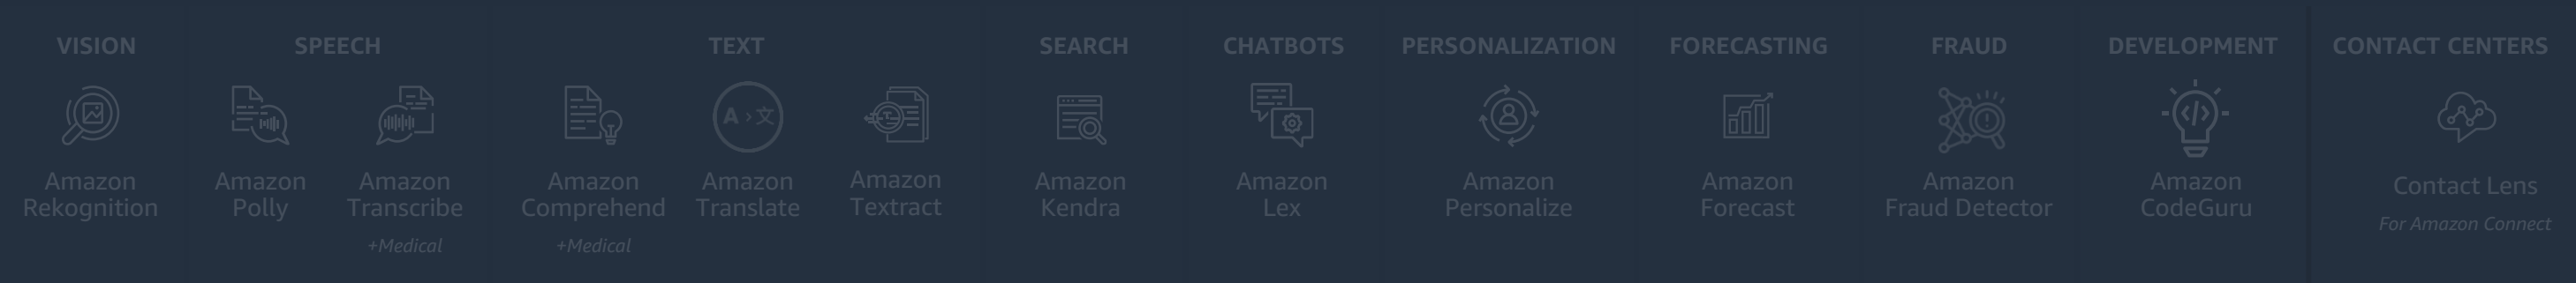 VISION
Amazon
Rekognition
SPEECH
Amazon
Polly
Amazon
Transcribe
+Medical
TEXT
Amazon
Comprehend
+Medical
A › 文
Amazon
Translate
Amazon
Textract
SEARCH
Amazon
Kendra
CHATBOTS
Amazon
Lex
PERSONALIZATION
Amazon
Personalize
FORECASTING
Amazon
Forecast
FRAUD
Amazon
Fraud Detector
DEVELOPMENT
Amazon
CodeGuru
CONTACT CENTERS
Contact Lens
For Amazon Connect